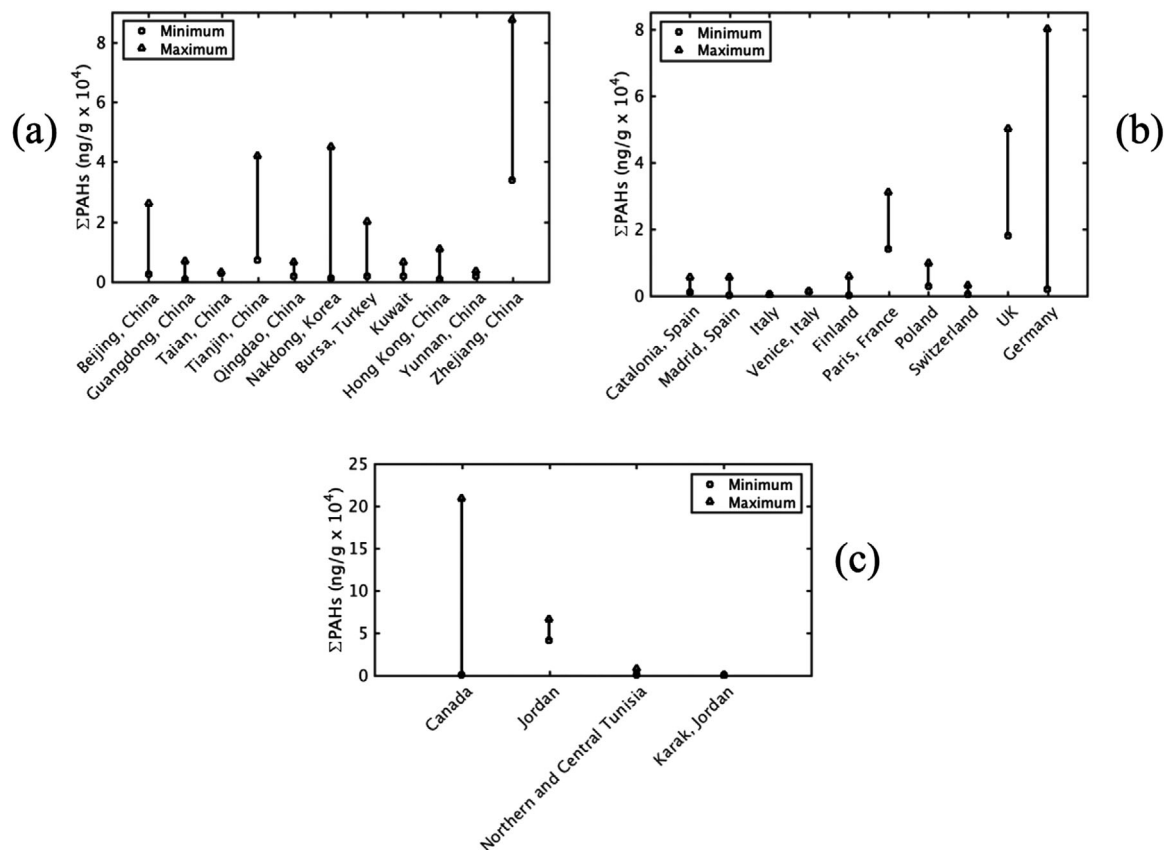 (a)
ΣPAHs (ng/g x 10⁴)
8
6
4
2
0
Minimum
Maximum
Beijing, China
Guangdong, China
Taian, China
Tianjin, China
Qingdao, China
Nakdong, Korea
Bursa, Turkey
Kuwait
Hong Kong, China
Yunnan, China
Zhejiang, China
(b)
ΣPAHs (ng/g x 10⁴)
8
6
4
2
0
Minimum
Maximum
Catalonia, Spain
Madrid, Spain
Italy
Venice, Italy
Finland
Paris, France
Poland
Switzerland
UK
Germany
(c)
ΣPAHs (ng/g x 10⁴)
25
20
15
10
5
0
Minimum
Maximum
Canada
Jordan
Northern and Central Tunisia
Karak, Jordan